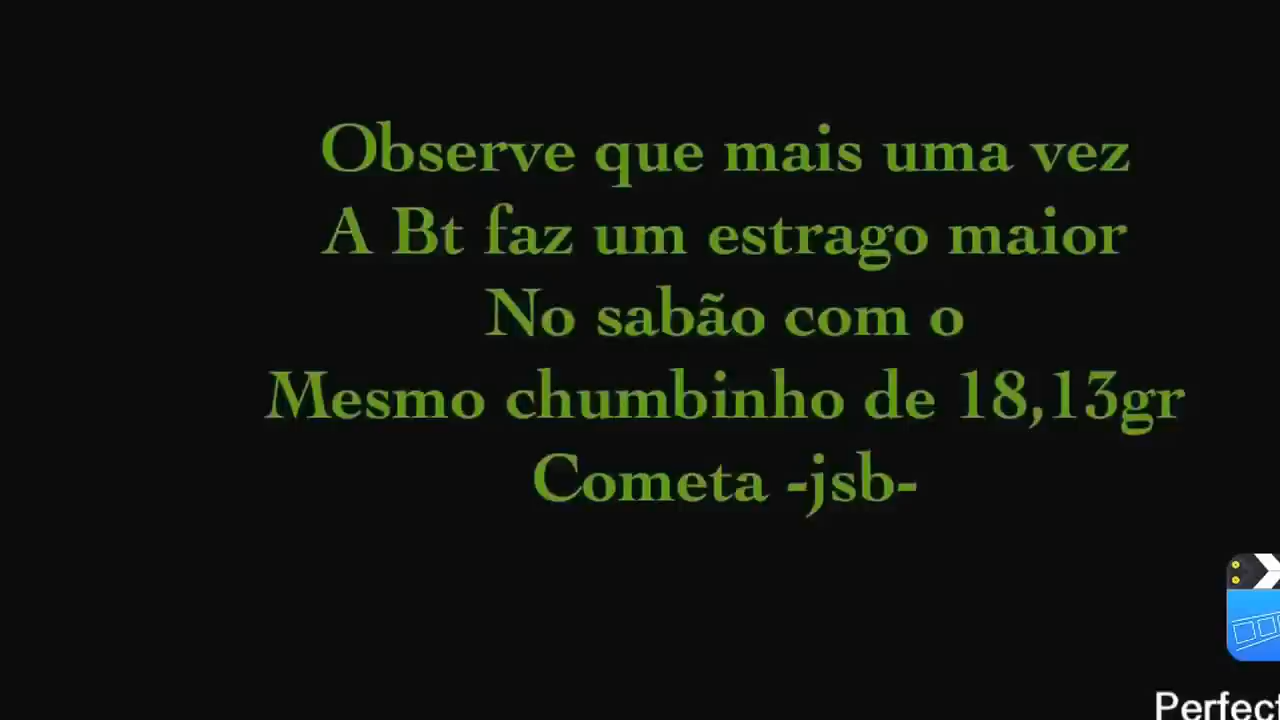 Observe que mais uma vez
A Bt faz um estrago maior
No sabão com o
Mesmo chumbinho de 18,13gr
Cometa -jsb-
Perfect